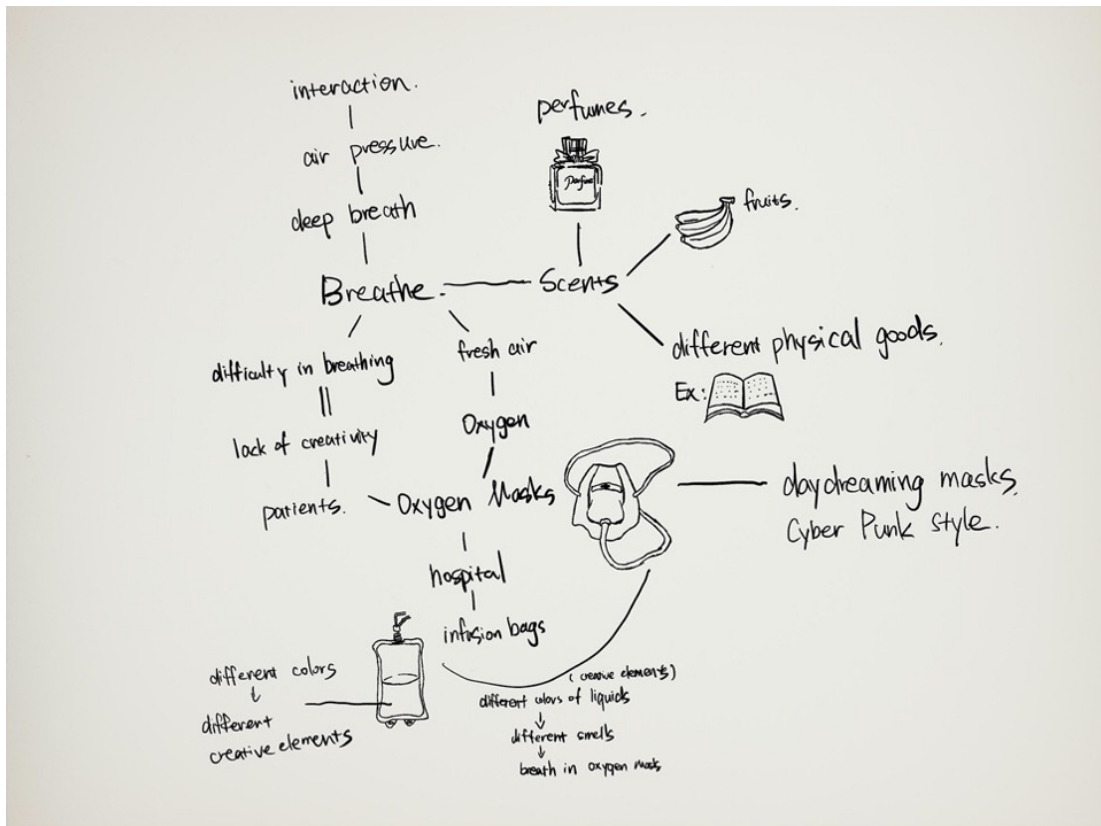 interaction.
air pressure.
deep breath
Breathe.
difficulty in breathing
lack of creativity
patients.
fresh air
Oxygen
Oxygen Masks
hospital
infusion bags
perfumes.
Perfume
Scents
fruits.
different physical goods.
Ex:
daydreaming masks.
Cyber Punk style.
different colors
different
creative elements
(creative elements)
different colors of liquids
different smells
breath in oxygen mask